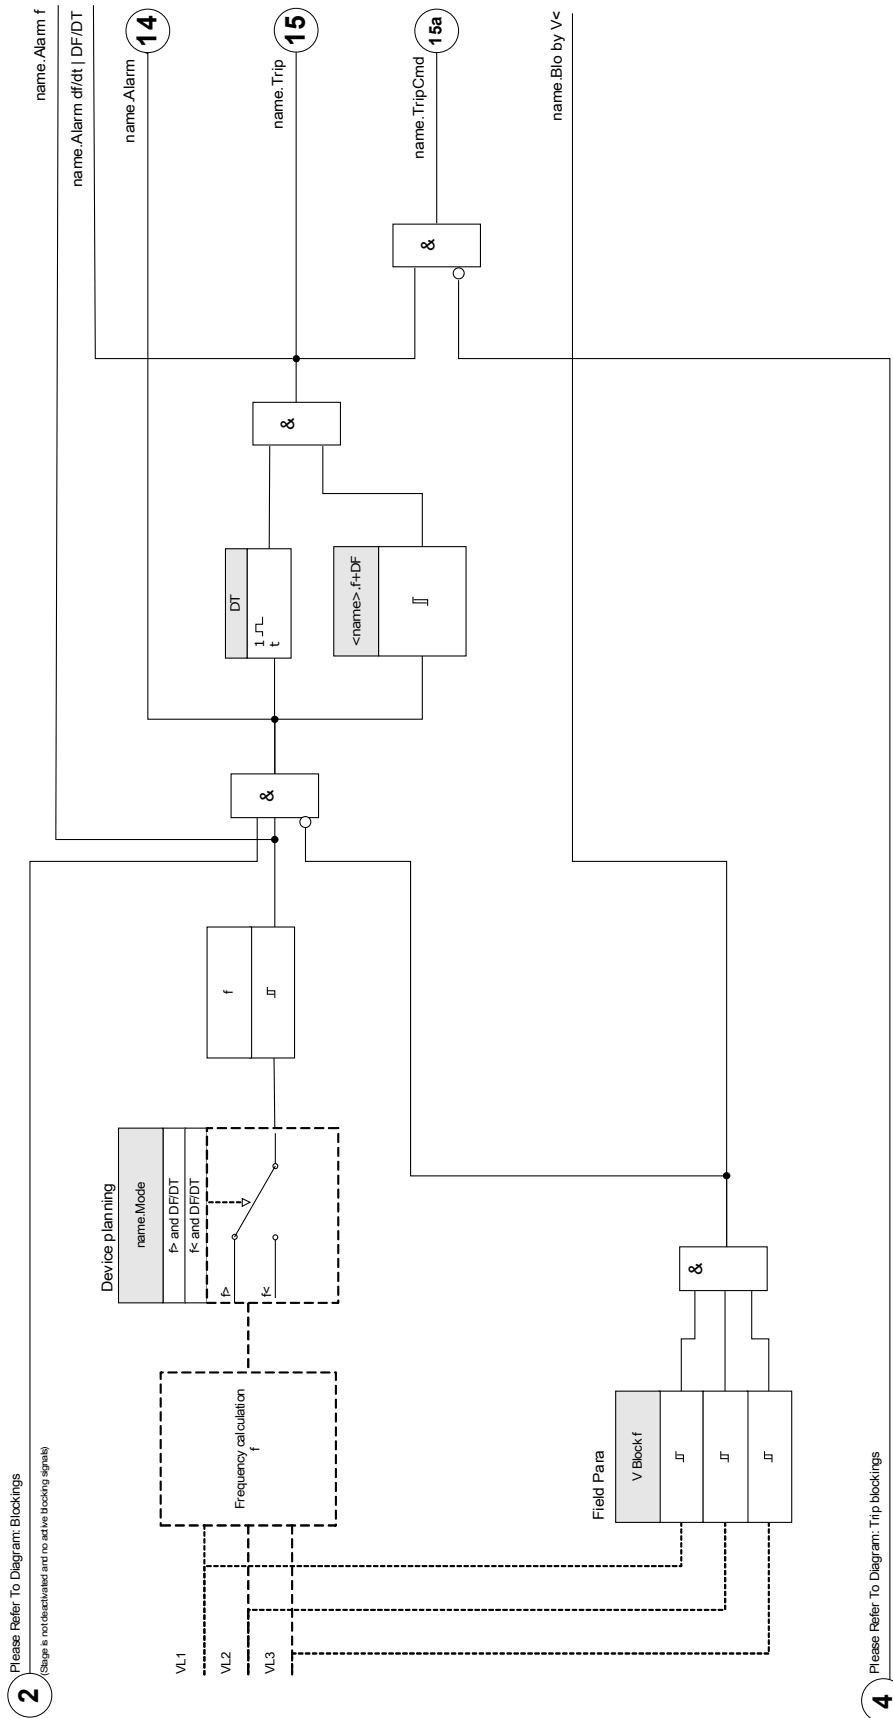 2
Please Refer To Diagram: Blockings
(Stage is not deactivated and no active blocking signals)
VL1
VL2
VL3
Frequency calculation
f
Device planning
name.Mode
f> and DF/DT
f< and DF/DT
f>
f<
f
&
DT
1
t
<name>.f+DF
&
&
name.Alarm f
name.Alarm df/dt | DF/DT
name.Alarm
14
name.Trip
15
name.TripCmd
15a
name.Blo by V<
Field Para
V Block f
&
4
Please Refer To Diagram: Trip blockings